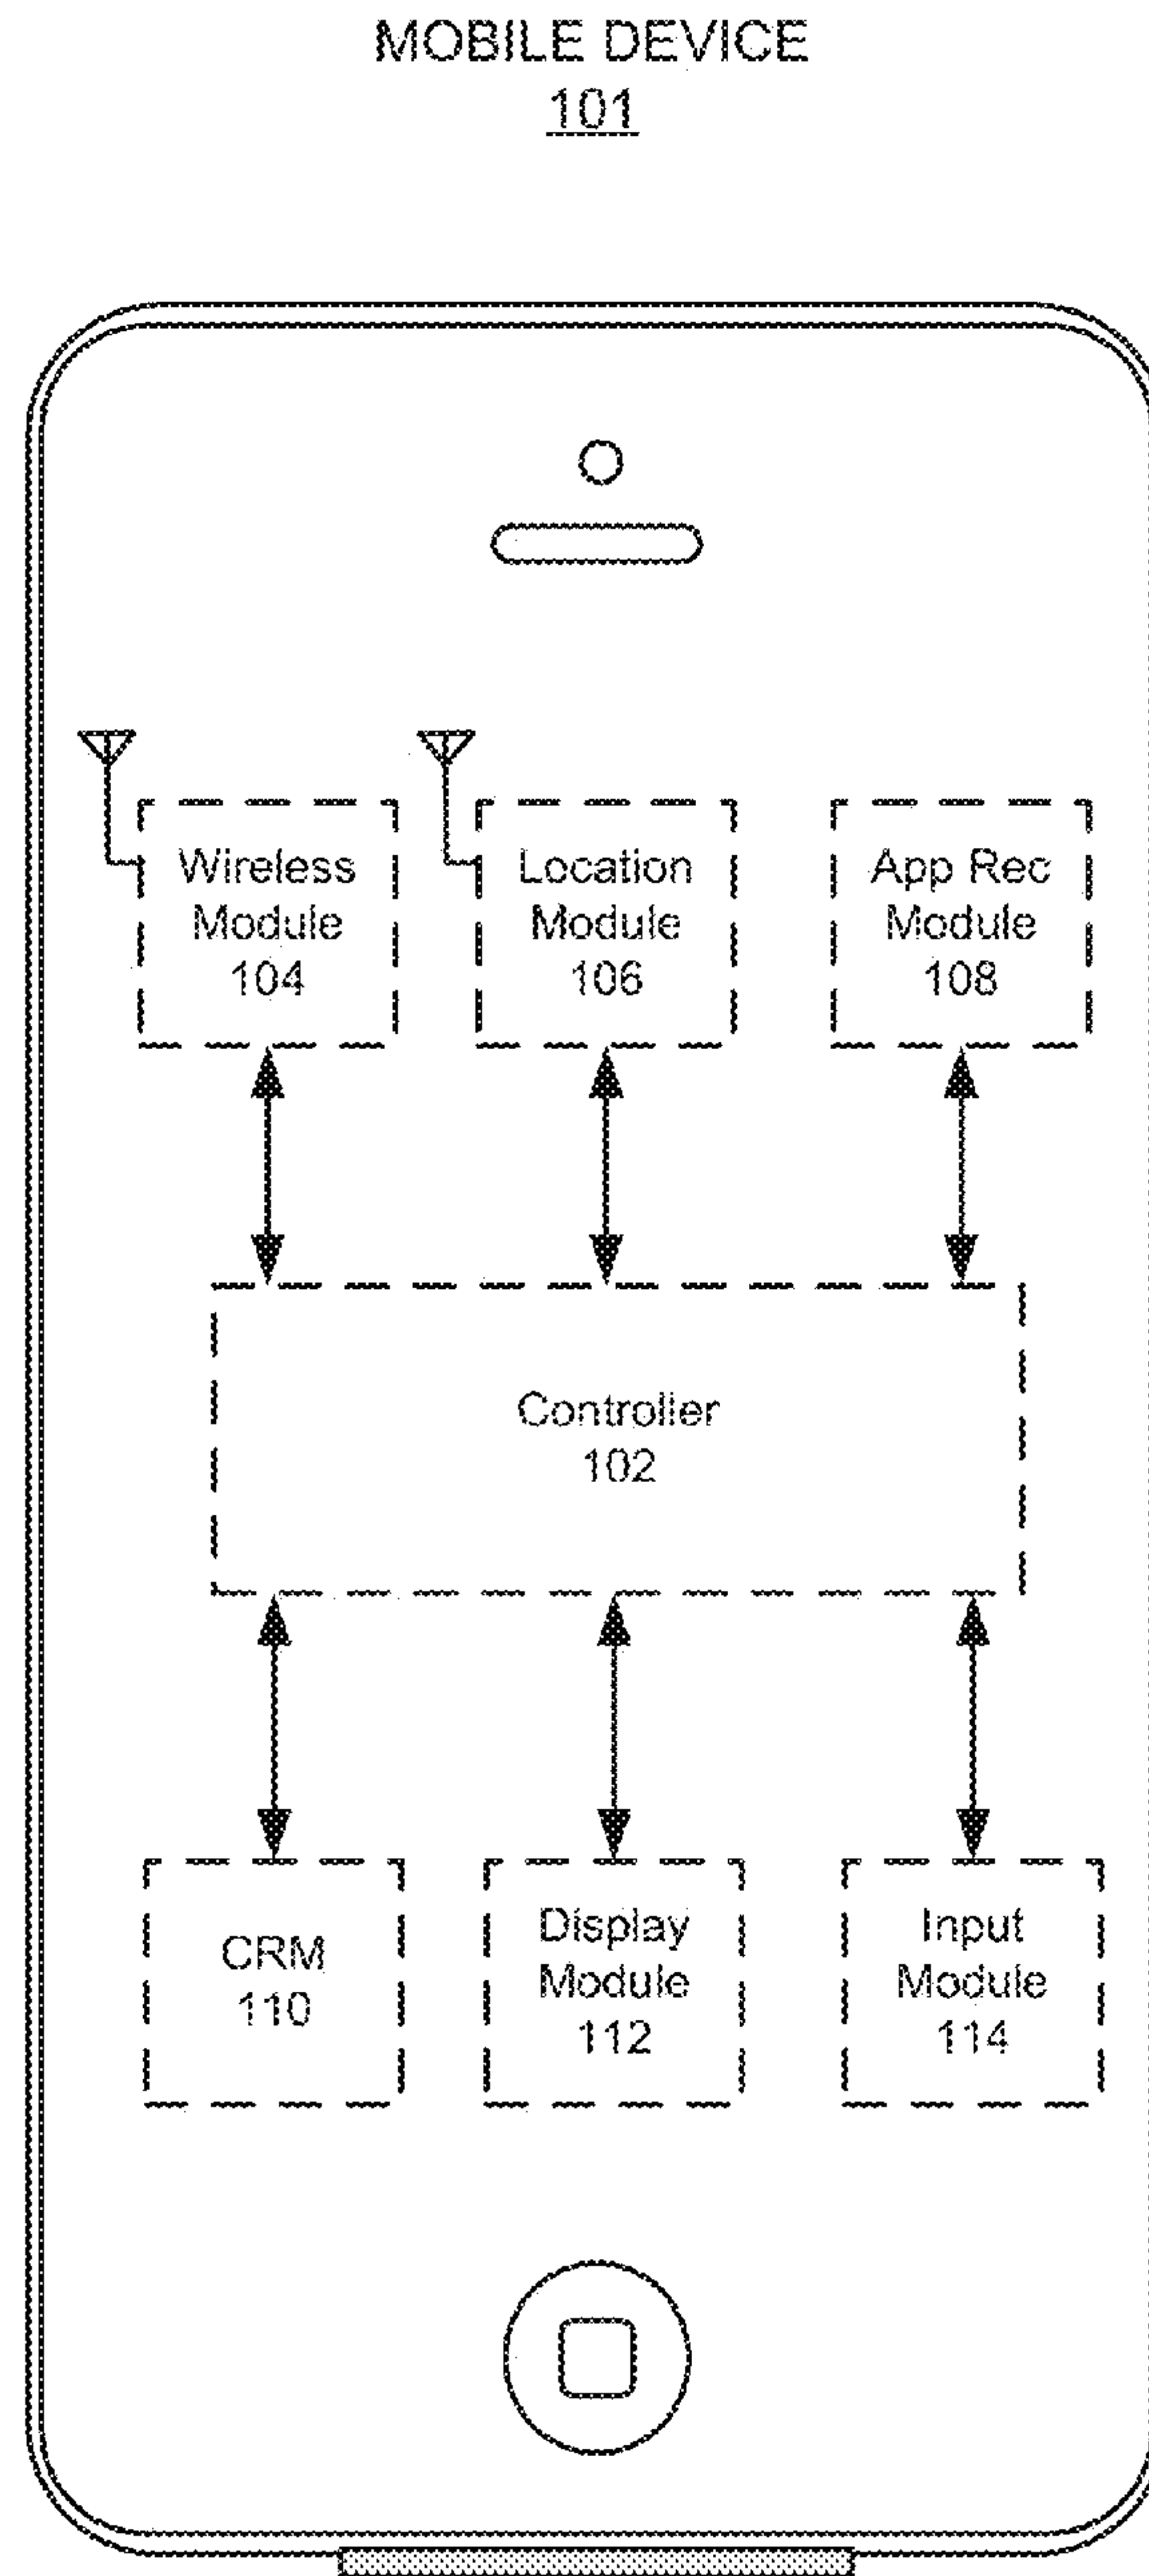 MOBILE DEVICE
101
Wireless
Module
104
Location
Module
106
App Rec
Module
108
Controller
102
CRM
110
Display
Module
112
Input
Module
114